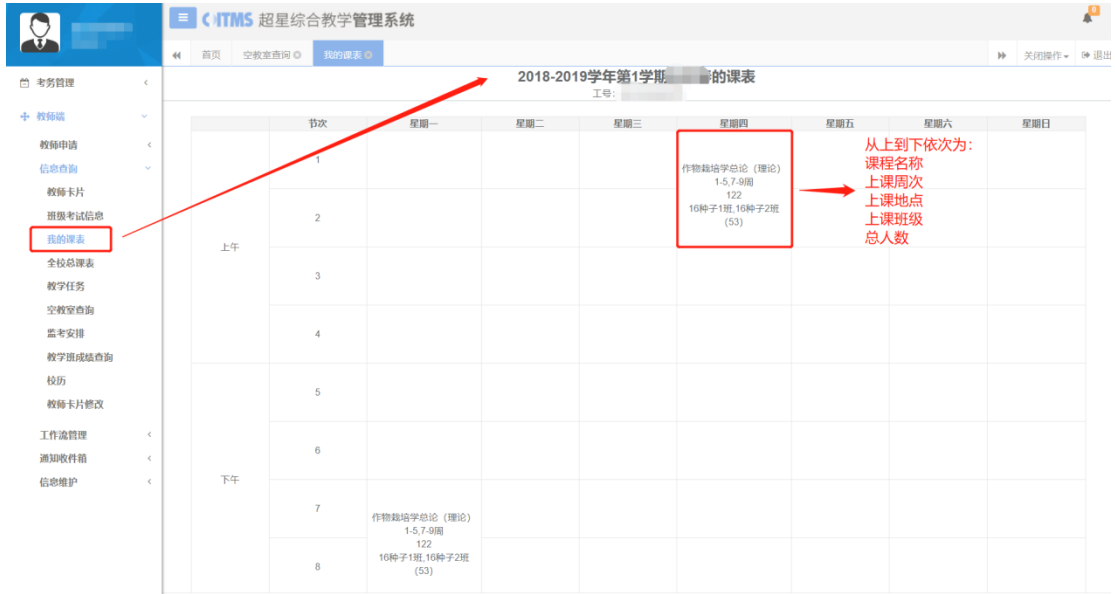 CITMS 超星综合教学管理系统
首页 空教室查询 我的课表 关闭操作 退出
2018-2019学年第1学期 的课表
工号:
考务管理
教师端
教师申请
信息查询
教师卡片
班级考试信息
我的课表
全校总课表
教学任务
空教室查询
监考安排
教学班成绩查询
校历
教师卡片修改
工作流管理
通知收件箱
信息维护
节次 星期一 星期二 星期三 星期四 星期五 星期六 星期日
上午
1
2
3
4
作物栽培学总论（理论）
1-5,7-9周
122
16种子1班,16种子2班
(53)
从上到下依次为：
课程名称
上课周次
上课地点
上课班级
总人数
下午
5
6
7
8
作物栽培学总论（理论）
1-5,7-9周
122
16种子1班,16种子2班
(53)